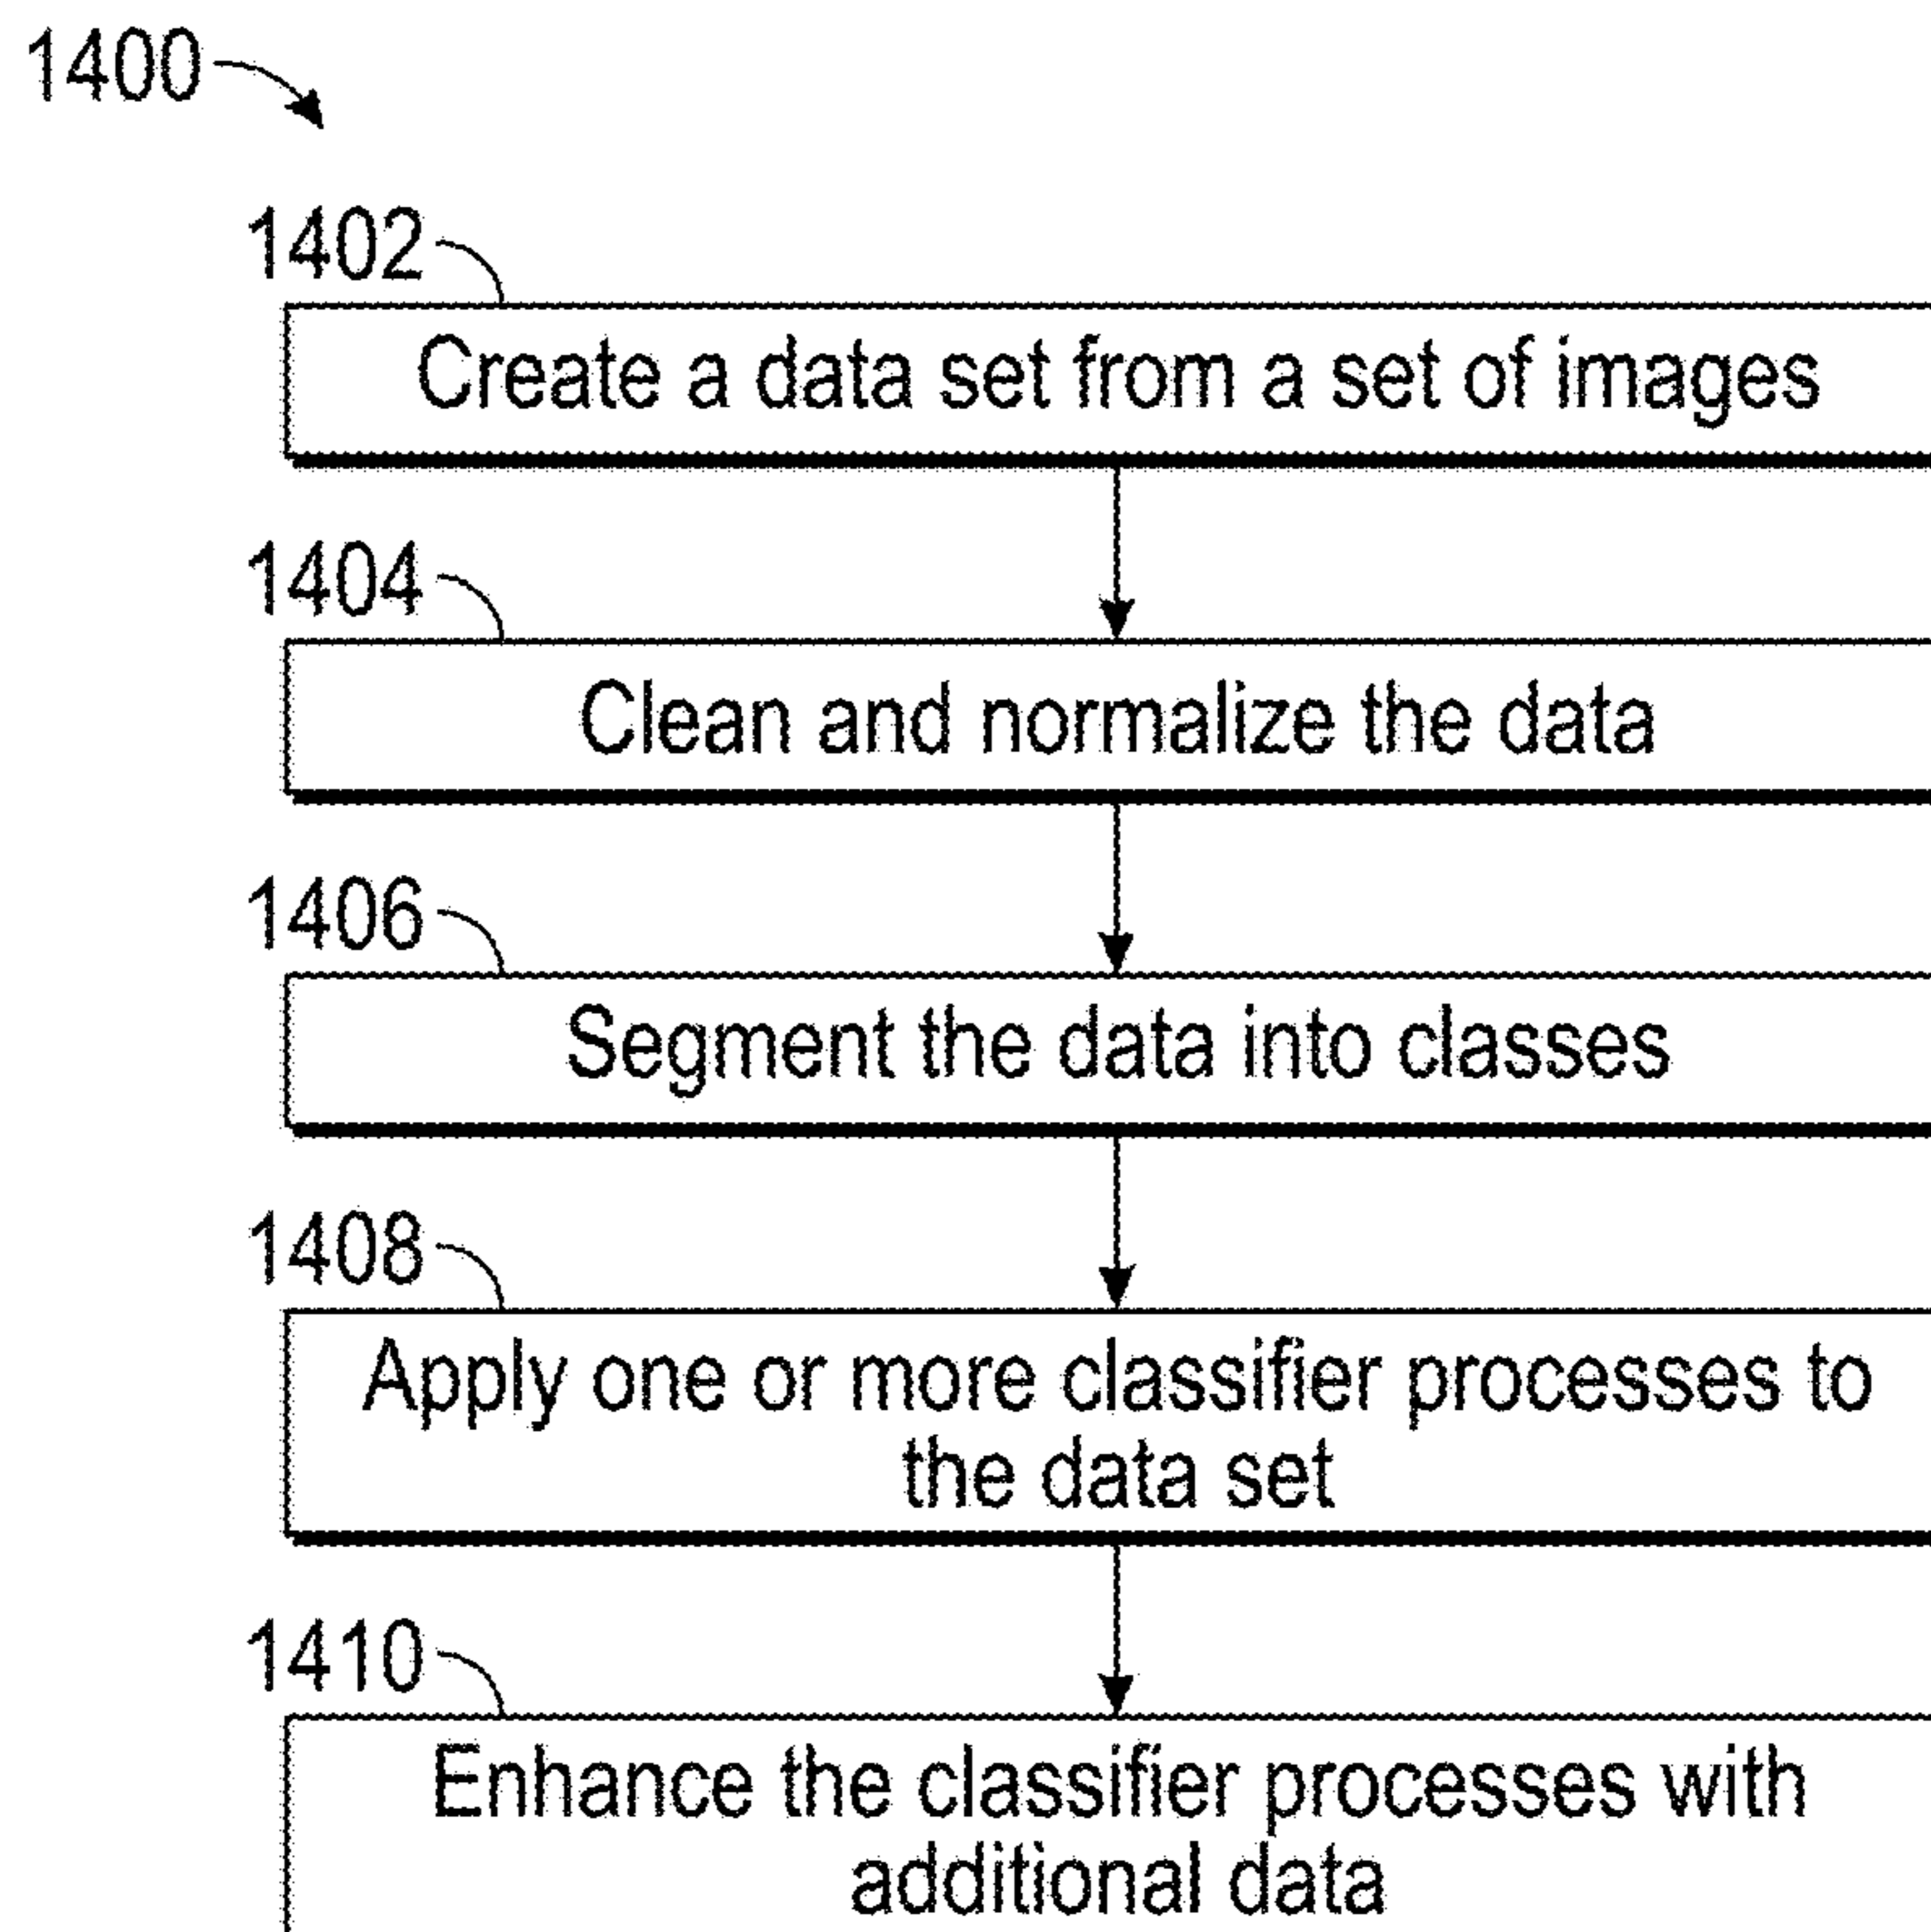 1400
1402
Create a data set from a set of images
1404
Clean and normalize the data
1406
Segment the data into classes
1408
Apply one or more classifier processes to
the data set
1410
Enhance the classifier processes with
additional data